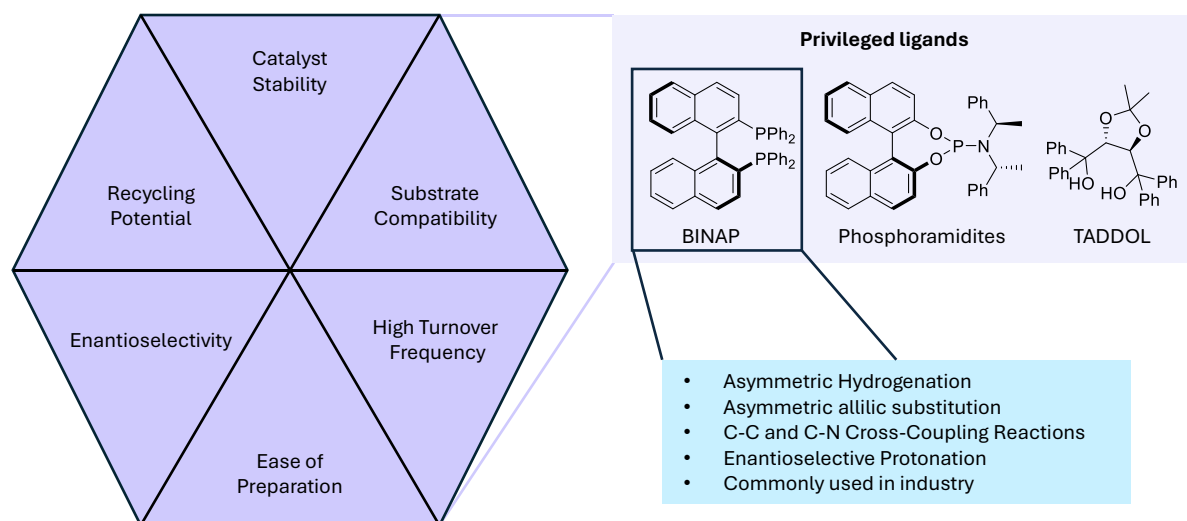 Catalyst
Stability
Recycling
Potential
Substrate
Compatibility
Enantioselectivity
High Turnover
Frequency
Ease of
Preparation
Privileged ligands
PPh2
PPh2
BINAP
O
O
P
N
Ph
Ph
Phosphoramidites
O
O
Ph
Ph
HO
HO
Ph
Ph
TADDOL
• Asymmetric Hydrogenation
• Asymmetric allilic substitution
• C-C and C-N Cross-Coupling Reactions
• Enantioselective Protonation
• Commonly used in industry